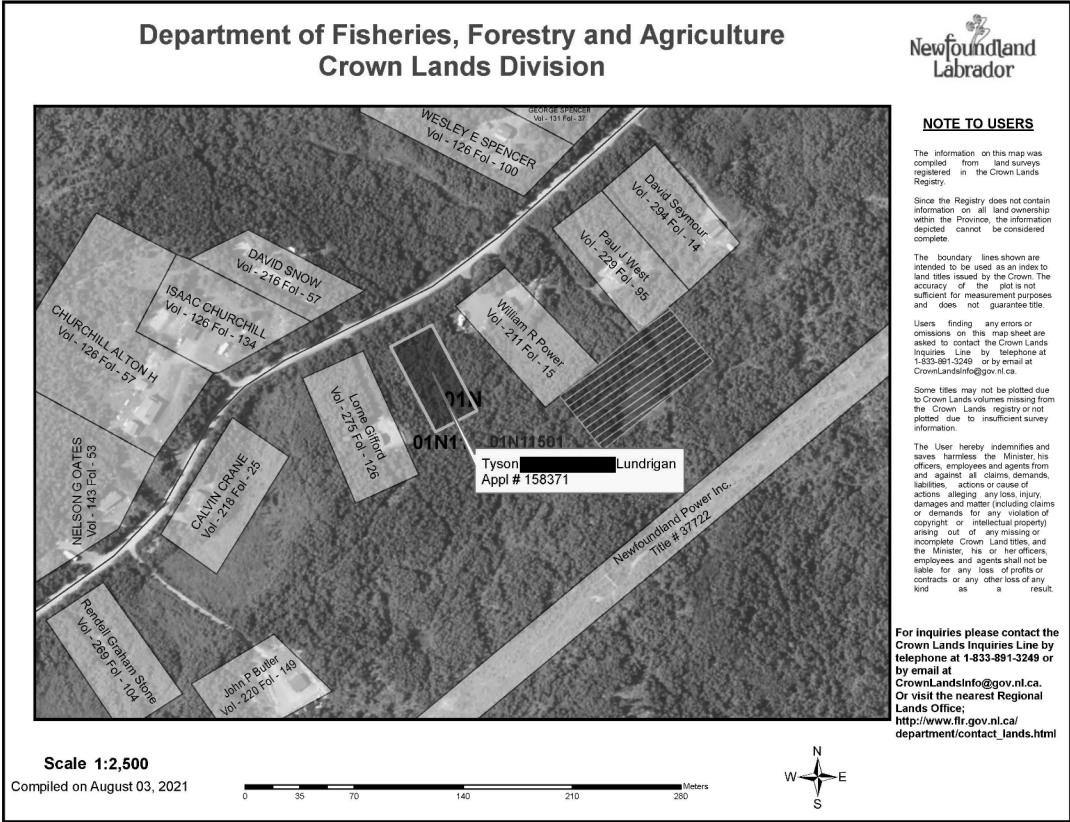 Department of Fisheries, Forestry and Agriculture
Crown Lands Division
Newfoundland
Labrador
GEORGE SPENCER
Vol - 131 Fol - 37
WESLEY E SPENCER
Vol - 126 Fol - 100
David Seymour
Vol - 294 Fol - 14
Paul J West
Vol - 229 Fol - 95
DAVID SNOW
Vol - 216 Fol - 57
ISAAC CHURCHILL
Vol - 126 Fol - 134
CHURCHILL ALTON H
Vol - 126 Fol - 57
William R Power
Vol - 211 Fol - 15
Lorne Gifford
Vol - 275 Fol - 126
01N
01N1
01N11501
Tyson Lundrigan
Appl # 158371
NELSON G OATES
Vol - 143 Fol - 53
CALVIN CRANE
Vol - 218 Fol - 25
Newfoundland Power Inc.
Title # 37722
Rendell Graham Stone
Vol - 269 Fol - 104
John P Butler
Vol - 220 Fol - 149
NOTE TO USERS
The information on this map was
compiled from land surveys
registered in the Crown Lands
Registry.
Since the Registry does not contain
information on all land ownership
within the Province, the information
depicted cannot be considered
complete.
The boundary lines shown are
intended to be used as an index to
land titles issued by the Crown. The
accuracy of the plot is not
sufficient for measurement purposes
and does not guarantee title.
Users finding any errors or
omissions on this map sheet are
asked to contact the Crown Lands
Inquiries Line by telephone at
1-833-891-3249 or by email at
CrownLandsInfo@gov.nl.ca.
Some titles may not be plotted due
to Crown Lands volumes missing from
the Crown Lands registry or not
plotted due to insufficient survey
information.
The User hereby indemnifies and
saves harmless the Minister, his
officers, employees and agents from
and against all claims, demands,
liabilities, actions or cause of
actions alleging any loss, injury,
damages and matter (including claims
or demands for any violation of
copyright or intellectual property)
arising out of any missing or
incomplete Crown Land titles, and
the Minister, his or her officers,
employees and agents shall not be
liable for any loss of profits or
contracts or any other loss of any
kind as a result.
For inquiries please contact the
Crown Lands Inquiries Line by
telephone at 1-833-891-3249 or
by email at
CrownLandsInfo@gov.nl.ca.
Or visit the nearest Regional
Lands Office;
http://www.flr.gov.nl.ca/
department/contact_lands.html
Scale 1:2,500
Compiled on August 03, 2021
0 35 70 140 210 280 Meters
N
W E
S